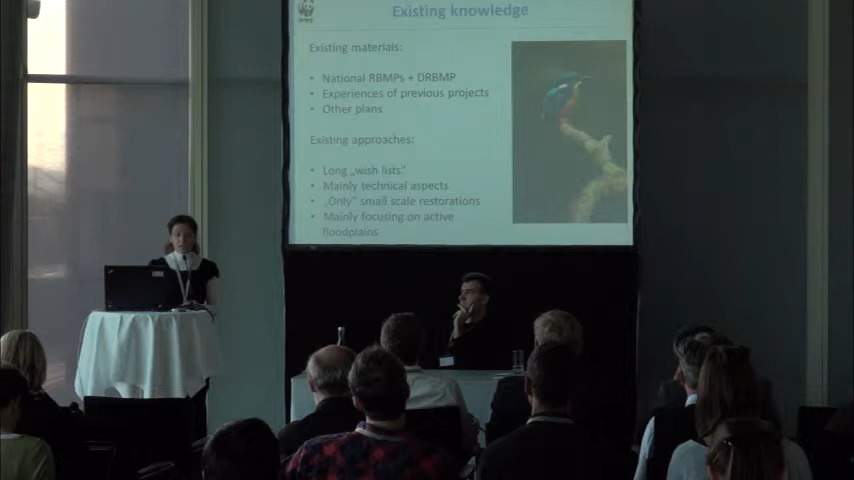 WWF
Existing knowledge
Existing materials:
• National RBMPs + DRBMP
• Experiences of previous projects
• Other plans
Existing approaches:
• Long „wish lists"
• Mainly technical aspects
• „Only" small scale restorations
• Mainly focusing on active
floodplains